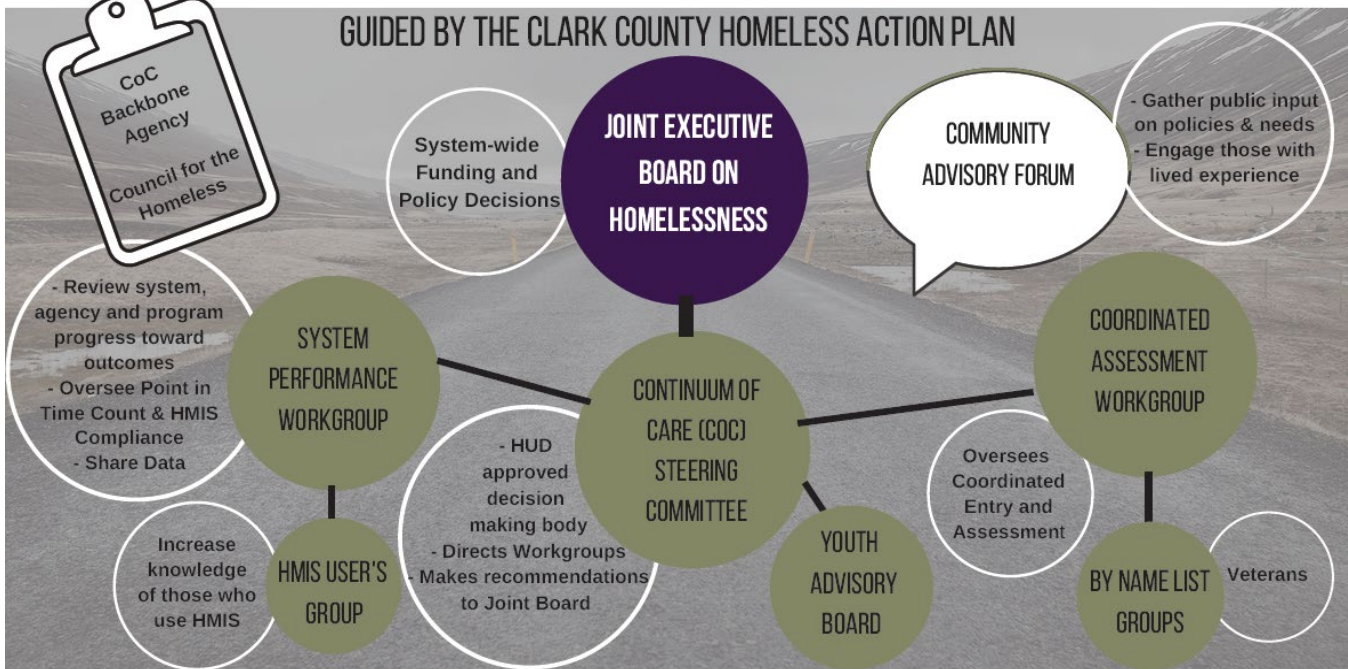 GUIDED BY THE CLARK COUNTY HOMELESS ACTION PLAN
CoC
Backbone
Agency
Council for the
Homeless
System-wide
Funding and
Policy Decisions
JOINT EXECUTIVE
BOARD ON
HOMELESSNESS
COMMUNITY
ADVISORY FORUM
- Gather public input
on policies & needs
- Engage those with
lived experience
- Review system,
agency and program
progress toward
outcomes
- Oversee Point in
Time Count & HMIS
Compliance
- Share Data
SYSTEM
PERFORMANCE
WORKGROUP
CONTINUUM OF
CARE (COC)
STEERING
COMMITTEE
COORDINATED
ASSESSMENT
WORKGROUP
- HUD
approved
decision
making body
- Directs Workgroups
- Makes recommendations
to Joint Board
Oversees
Coordinated
Entry and
Assessment
Increase
knowledge
of those who
use HMIS
HMIS USER'S
GROUP
YOUTH
ADVISORY
BOARD
BY NAME LIST
GROUPS
Veterans